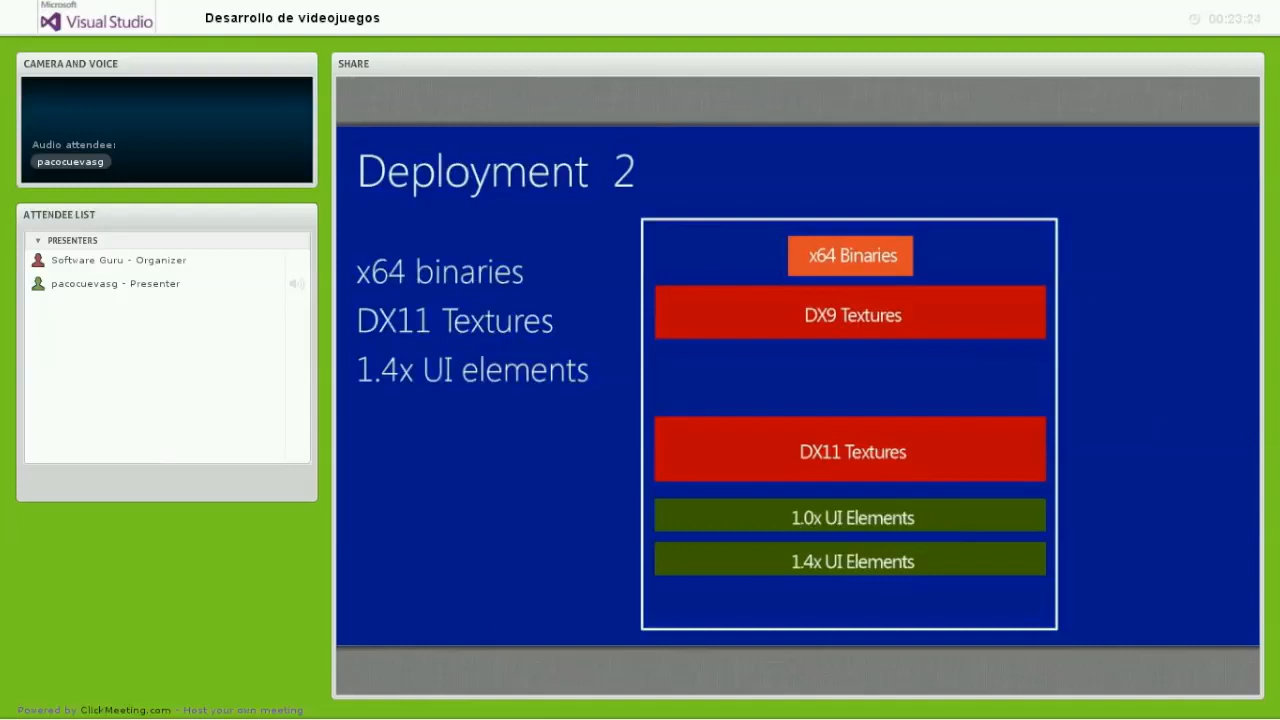 Microsoft
Visual Studio
Desarrollo de videojuegos
00:23:24
CAMERA AND VOICE
Audio attendee:
pacocuevasg
ATTENDEE LIST
PRESENTERS
Software Guru - Organizer
pacocuevasg - Presenter
SHARE
Deployment 2
x64 binaries
DX11 Textures
1.4x UI elements
x64 Binaries
DX9 Textures
DX11 Textures
1.0x UI Elements
1.4x UI Elements
Powered by ClickMeeting.com - Host your own meeting